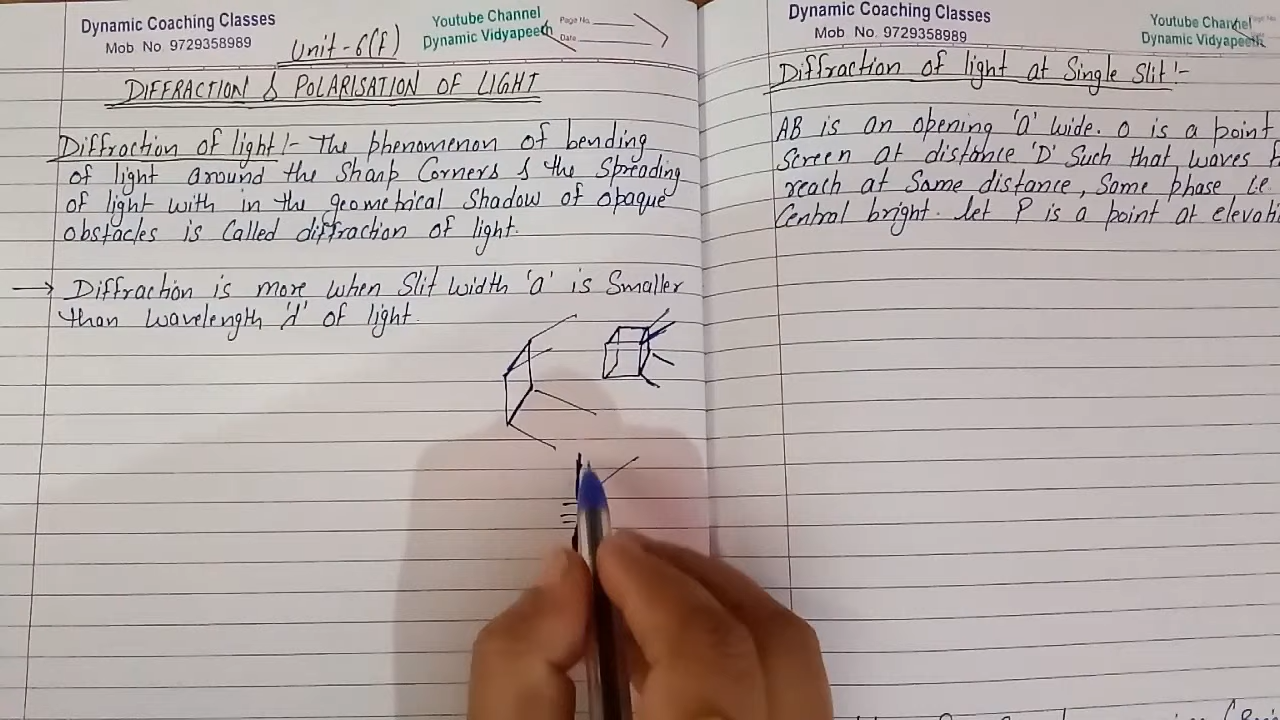 Dynamic Coaching Classes
Mob No. 9729358989
Youtube Channel
Dynamic Vidyapeeth
Page No.
Date
Unit-6(f)
DIFFRACTION & POLARISATION OF LIGHT
Diffraction of light :- The phenomenon of bending
of light around the Sharp Corners & the Spreading
of light with in the geometrical Shadow of opaque
obstacles is Called diffraction of light.
→ Diffraction is more when Slit width 'a' is Smaller
than wavelength 'λ' of light.
Dynamic Coaching Classes
Mob No. 9729358989
Youtube Channel
Dynamic Vidyapeeth
Diffraction of light at Single Slit :-
AB is an opening 'a' wide. O is a point
Screen at distance 'D' Such that, waves
reach at Same distance, Same phase i.e.
Central bright. let P is a point at